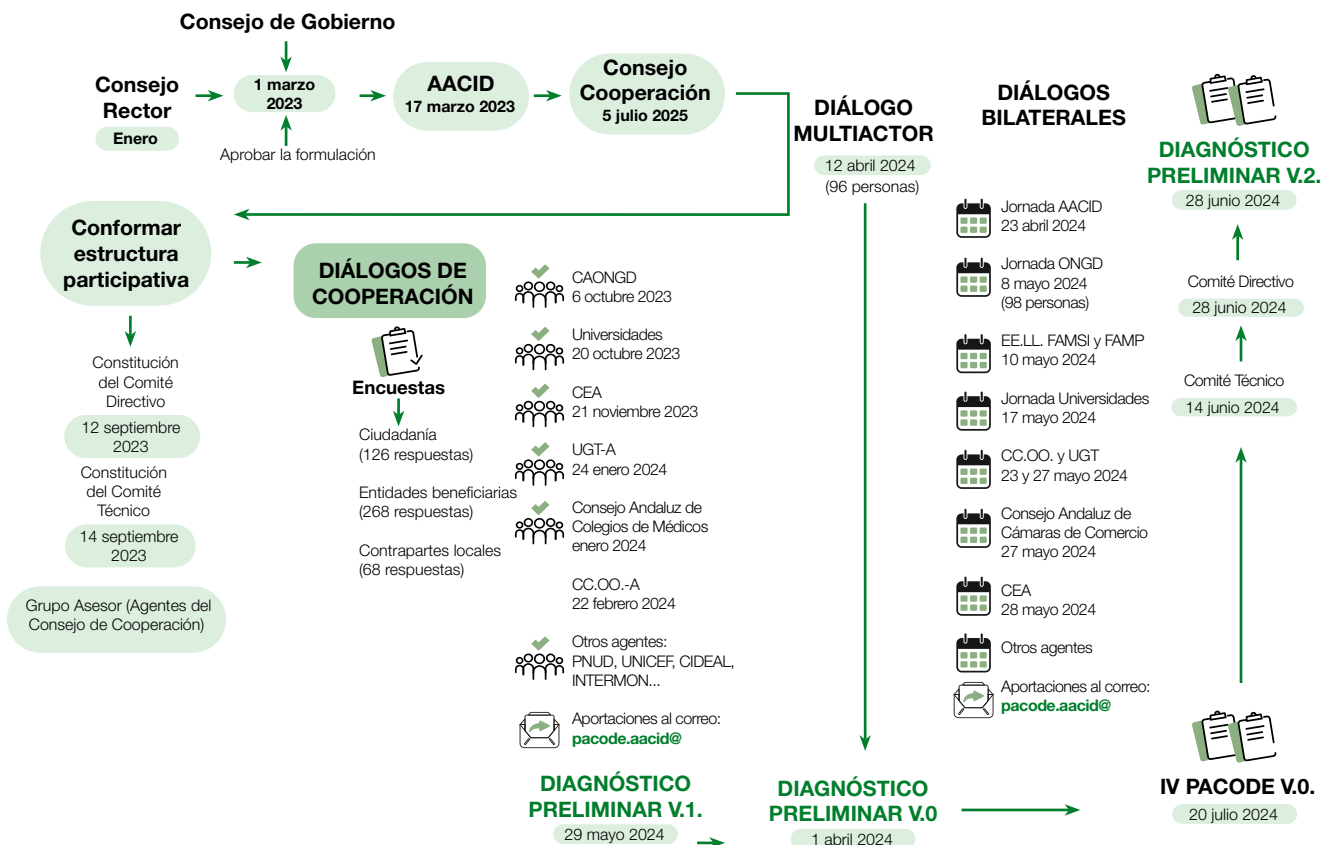 Consejo de Gobierno
Consejo
Rector
Enero
1 marzo
2023
Aprobar la formulación
AACID
17 marzo 2023
Consejo
Cooperación
5 julio 2025
Conformar
estructura
participativa
Constitución
del Comité
Directivo
12 septiembre
2023
Constitución
del Comité
Técnico
14 septiembre
2023
Grupo Asesor (Agentes del
Consejo de Cooperación)
DIÁLOGOS DE
COOPERACIÓN
Encuestas
Ciudadanía
(126 respuestas)
Entidades beneficiarias
(268 respuestas)
Contrapartes locales
(68 respuestas)
CAONGD
6 octubre 2023
Universidades
20 octubre 2023
CEA
21 noviembre 2023
UGT-A
24 enero 2024
Consejo Andaluz de
Colegios de Médicos
enero 2024
CC.OO.-A
22 febrero 2024
Otros agentes:
PNUD, UNICEF, CIDEAL,
INTERMON...
Aportaciones al correo:
pacode.aacid@
DIAGNÓSTICO
PRELIMINAR V.1.
29 mayo 2024
DIÁLOGO
MULTIACTOR
12 abril 2024
(96 personas)
DIAGNÓSTICO
PRELIMINAR V.0
1 abril 2024
DIÁLOGOS
BILATERALES
Jornada AACID
23 abril 2024
Jornada ONGD
8 mayo 2024
(98 personas)
EE.LL. FAMSI y FAMP
10 mayo 2024
Jornada Universidades
17 mayo 2024
CC.OO. y UGT
23 y 27 mayo 2024
Consejo Andaluz de
Cámaras de Comercio
27 mayo 2024
CEA
28 mayo 2024
Otros agentes
Aportaciones al correo:
pacode.aacid@
DIAGNÓSTICO
PRELIMINAR V.2.
28 junio 2024
Comité Directivo
28 junio 2024
Comité Técnico
14 junio 2024
IV PACODE V.0.
20 julio 2024